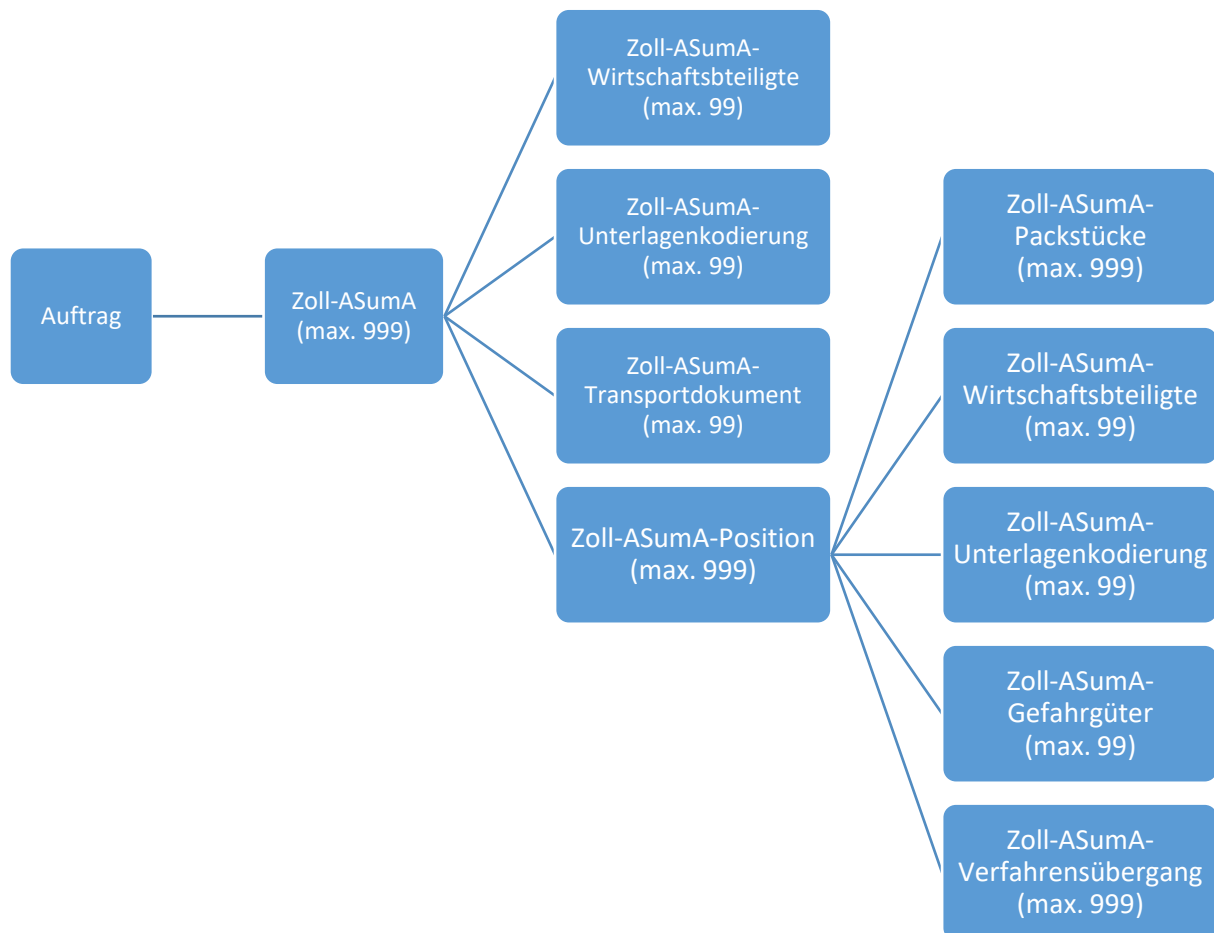 Auftrag
Zoll-ASumA
(max. 999)
Zoll-ASumA-
Wirtschaftsbteiligte
(max. 99)
Zoll-ASumA-
Unterlagenkodierung
(max. 99)
Zoll-ASumA-
Transportdokument
(max. 99)
Zoll-ASumA-Position
(max. 999)
Zoll-ASumA-
Packstücke
(max. 999)
Zoll-ASumA-
Wirtschaftsbteiligte
(max. 99)
Zoll-ASumA-
Unterlagenkodierung
(max. 99)
Zoll-ASumA-
Gefahrgüter
(max. 99)
Zoll-ASumA-
Verfahrensübergang
(max. 999)